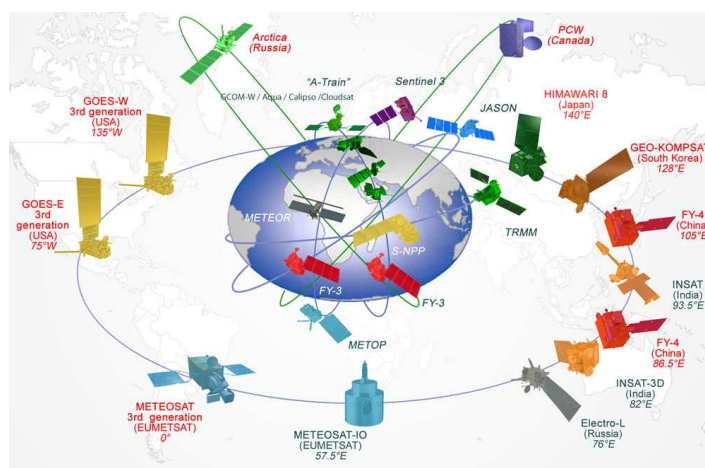 Arctica
(Russia)
PCW
(Canada)
"A-Train"
GCOM-W / Aqua / Calipso /Cloudsat
Sentinel 3
JASON
HIMAWARI 8
(Japan)
140°E
GOES-W
3rd generation
(USA)
135°W
GEO-KOMPSAT
(South Korea)
128°E
GOES-E
3rd
generation
(USA)
75°W
METEOR
S-NPP
TRMM
FY-4
(China)
105°E
INSAT
(India)
93.5°E
FY-3
FY-3
METOP
FY-4
(China)
86.5°E
INSAT-3D
(India)
82°E
Electro-L
(Russia)
76°E
METEOSAT
3rd generation
(EUMETSAT)
0°
METEOSAT-IO
(EUMETSAT)
57.5°E